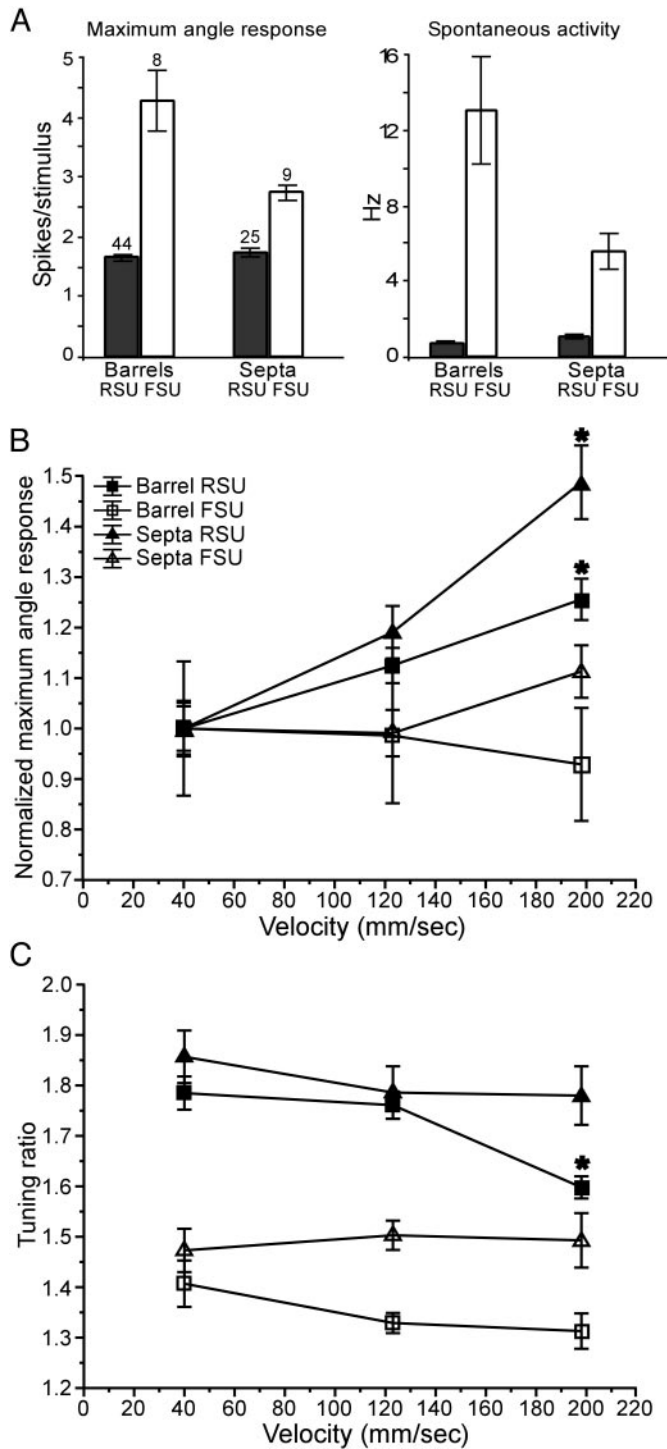 A
Maximum angle response
Spontaneous activity
Spikes/stimulus
5
4
3
2
1
0
8
44
9
25
Barrels
RSU FSU
Septa
RSU FSU
Hz
16
12
8
4
0
Barrels
RSU FSU
Septa
RSU FSU
B
Normalized maximum angle response
1.5
1.4
1.3
1.2
1.1
1.0
0.9
0.8
0.7
Barrel RSU
Barrel FSU
Septa RSU
Septa FSU
*
*
0 20 40 60 80 100 120 140 160 180 200 220
Velocity (mm/sec)
C
Tuning ratio
2.0
1.9
1.8
1.7
1.6
1.5
1.4
1.3
1.2
*
0 20 40 60 80 100 120 140 160 180 200 220
Velocity (mm/sec)